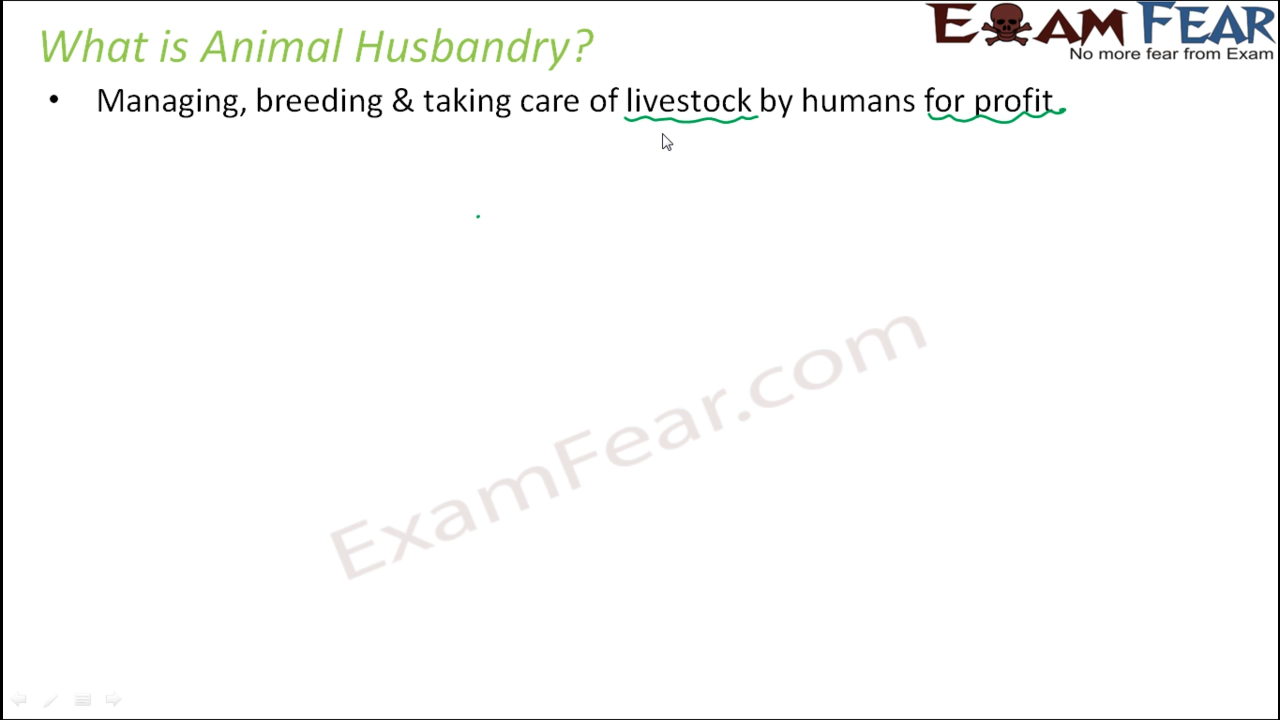 What is Animal Husbandry?
EXAM FEAR
No more fear from Exam
• Managing, breeding & taking care of livestock by humans for profit
ExamFear.com